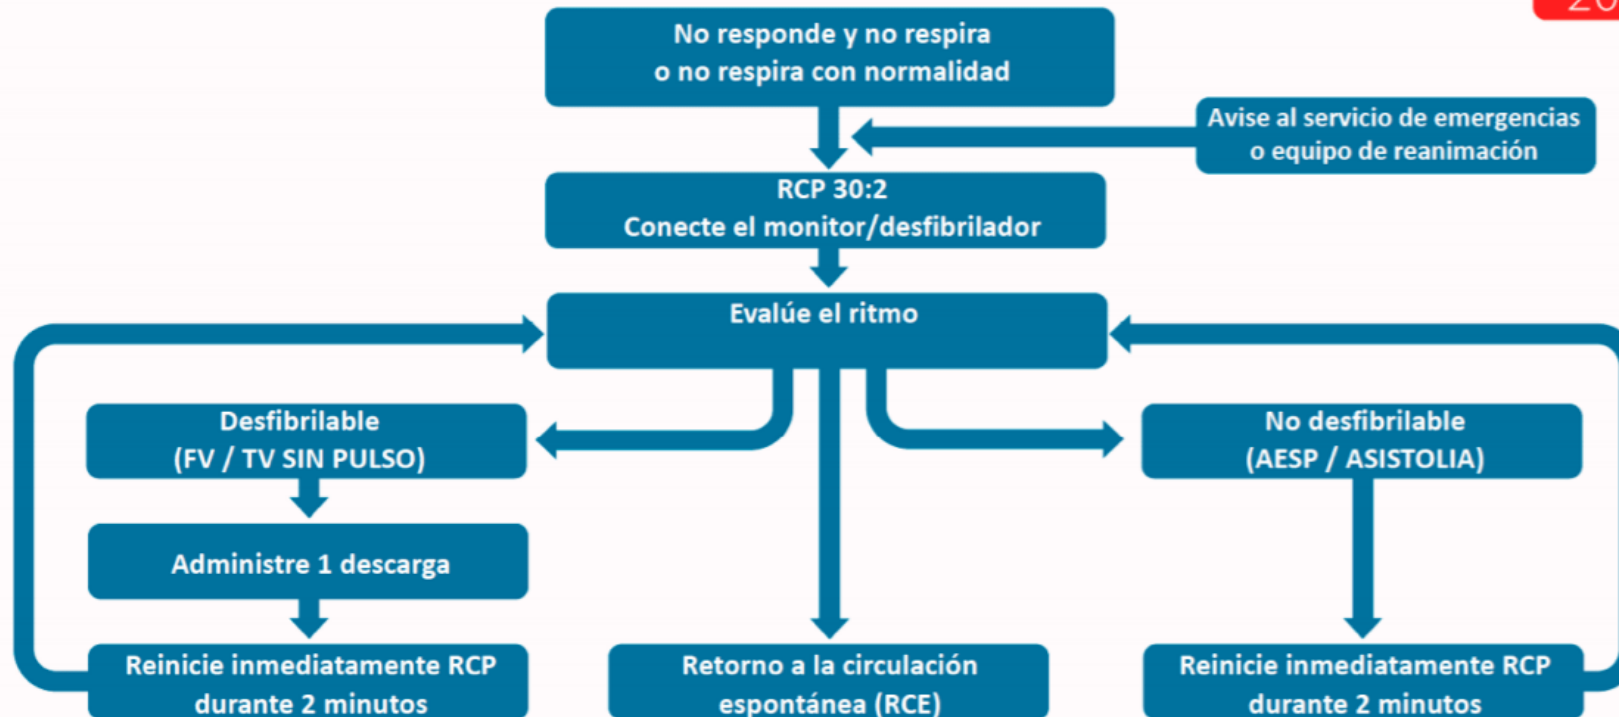 20
No responde y no respira
o no respira con normalidad
Avise al servicio de emergencias
o equipo de reanimación
RCP 30:2
Conecte el monitor/desfibrilador
Evalúe el ritmo
Desfibrilable
(FV / TV SIN PULSO)
No desfibrilable
(AESP / ASISTOLIA)
Administre 1 descarga
Reinicie inmediatamente RCP
durante 2 minutos
Retorno a la circulación
espontánea (RCE)
Reinicie inmediatamente RCP
durante 2 minutos